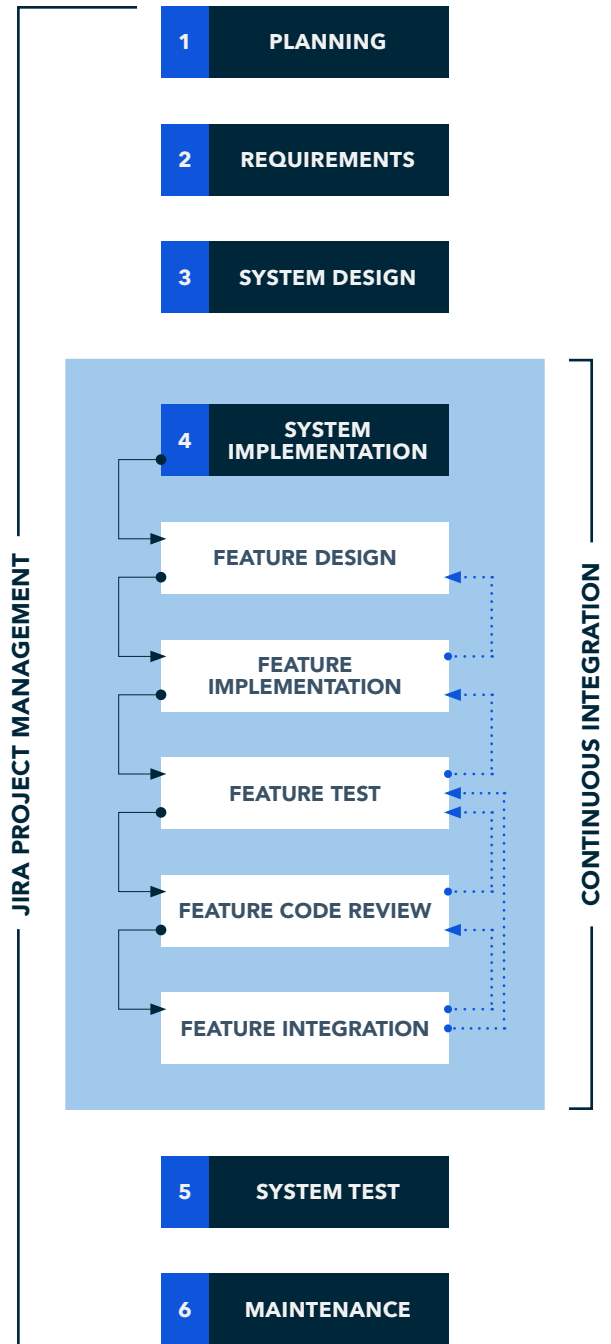 1 PLANNING
2 REQUIREMENTS
3 SYSTEM DESIGN
4 SYSTEM
IMPLEMENTATION
FEATURE DESIGN
FEATURE
IMPLEMENTATION
FEATURE TEST
FEATURE CODE REVIEW
FEATURE INTEGRATION
5 SYSTEM TEST
6 MAINTENANCE
JIRA PROJECT MANAGEMENT
CONTINUOUS INTEGRATION